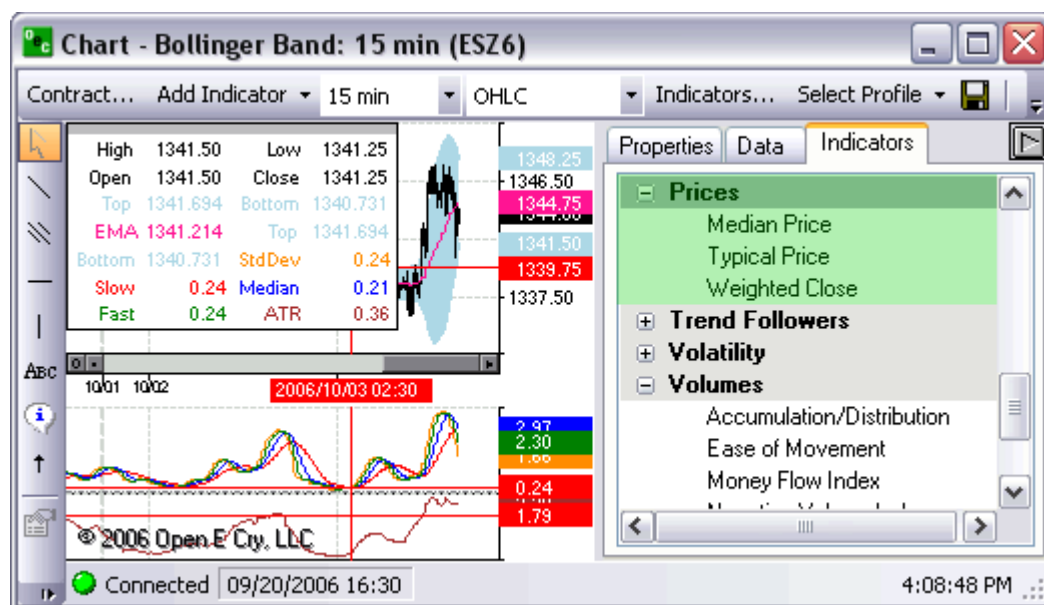 Chart - Bollinger Band: 15 min (ESZ6)
Contract... Add Indicator 15 min OHLC Indicators... Select Profile
High 1341.50 Low 1341.25
Open 1341.50 Close 1341.25
Top 1341.694 Bottom 1340.731
EMA 1341.214 Top 1341.694
Bottom 1340.731 StdDev 0.24
Slow 0.24 Median 0.21
Fast 0.24 ATR 0.36
1348.25
1346.50
1344.75
1341.50
1339.75
1337.50
ABC
10/01 10/02 2006/10/03 02:30
2.97
2.30
1.66
0.24
1.79
© 2006 Open E Cry, LLC
Properties Data Indicators
Prices
Median Price
Typical Price
Weighted Close
Trend Followers
Volatility
Volumes
Accumulation/Distribution
Ease of Movement
Money Flow Index
Connected 09/20/2006 16:30 4:08:48 PM